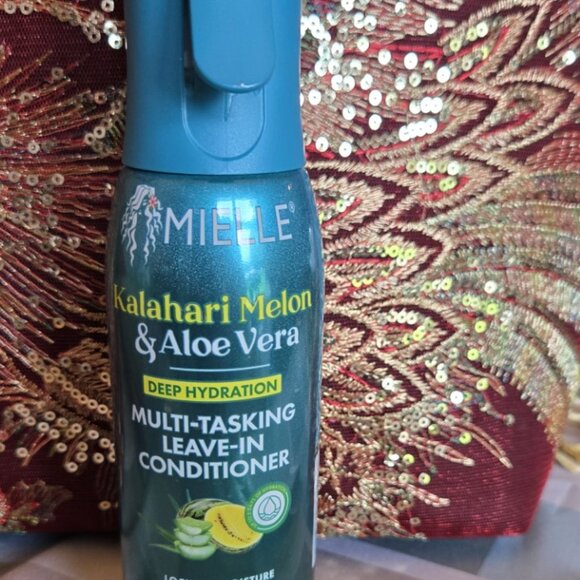 MIELLE®
Kalahari Melon
& Aloe Vera
DEEP HYDRATION
MULTI-TASKING
LEAVE-IN
CONDITIONER